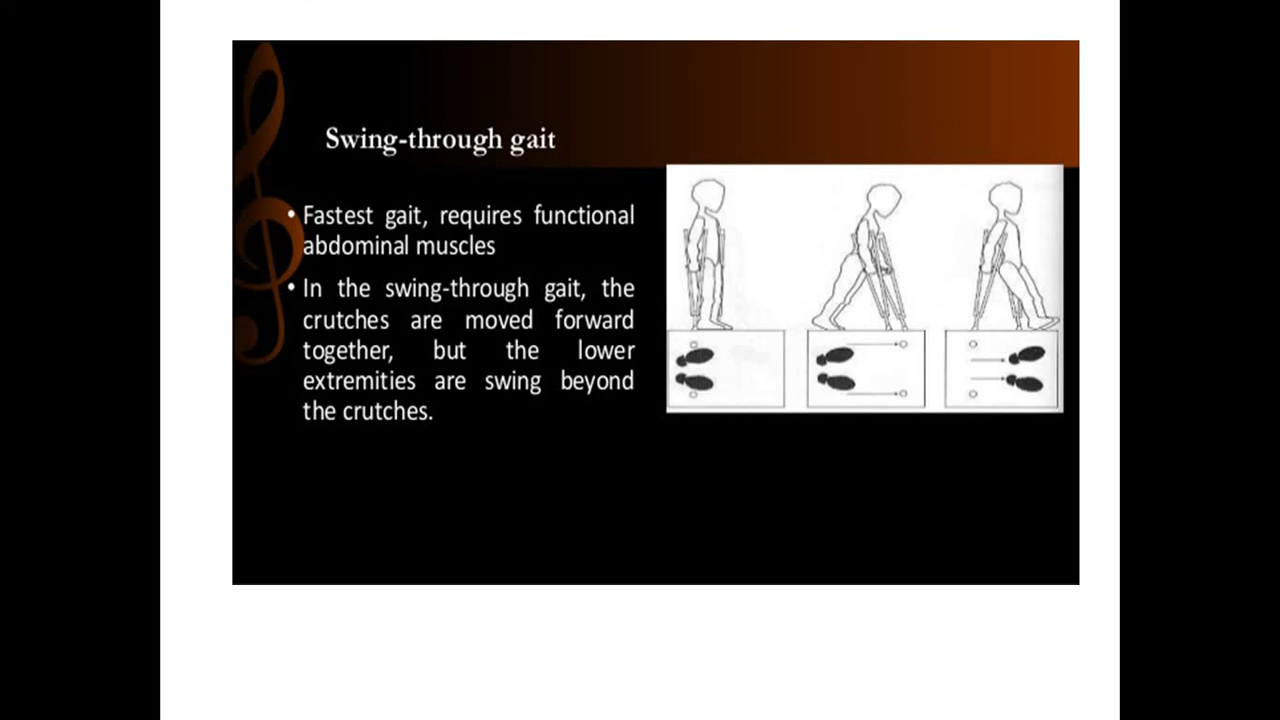 Swing-through gait
• Fastest gait, requires functional
abdominal muscles
• In the swing-through gait, the
crutches are moved forward
together, but the lower
extremities are swing beyond
the crutches.